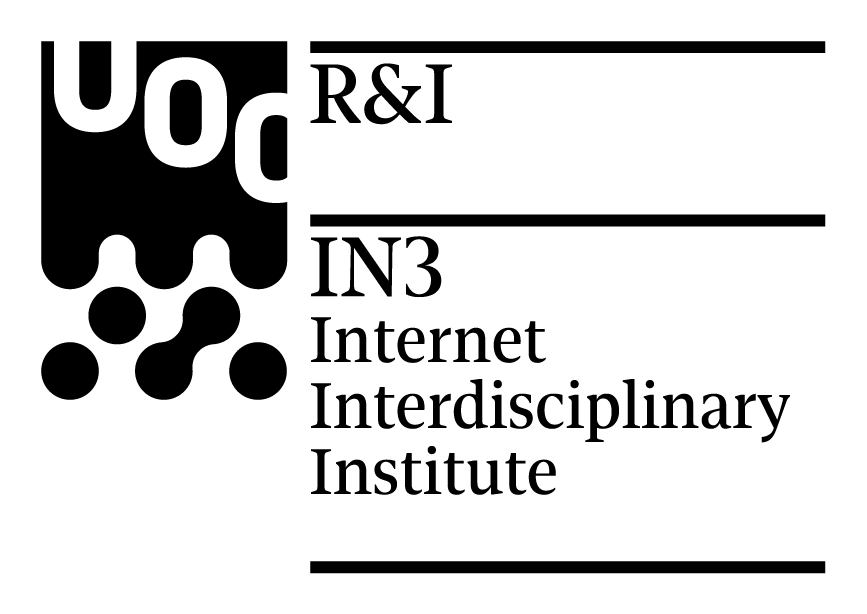 UOC
R&I
IN3
Internet
Interdisciplinary
Institute